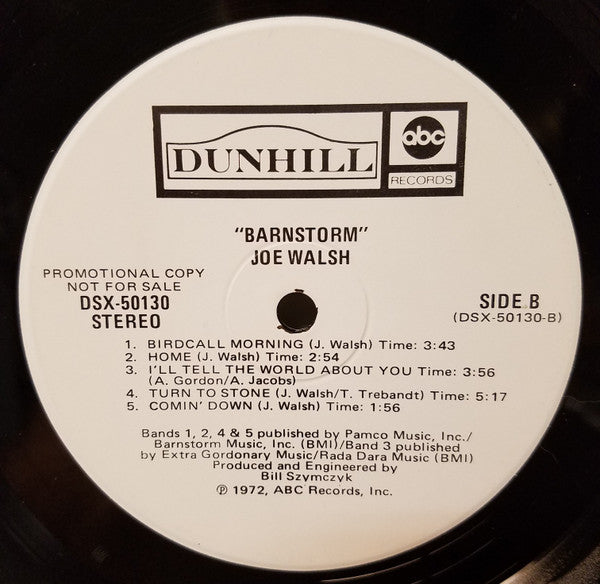 DUNHILL
abc
RECORDS
"BARNSTORM"
JOE WALSH
PROMOTIONAL COPY
NOT FOR SALE
DSX-50130
STEREO
SIDE B
(DSX-50130-B)
1. BIRDCALL MORNING (J. Walsh) Time: 3:43
2. HOME (J. Walsh) Time: 2:54
3. I'LL TELL THE WORLD ABOUT YOU Time: 3:56
(A. Gordon/A. Jacobs)
4. TURN TO STONE (J. Walsh/T. Trebandt) Time: 5:17
5. COMIN' DOWN (J. Walsh) Time: 1:56
Bands 1, 2, 4 & 5 published by Pamco Music, Inc./
Barnstorm Music, Inc. (BMI)/Band 3 published
by Extra Gordonary Music/Rada Dara Music (BMI)
Produced and Engineered by
Bill Szymczyk
℗ 1972, ABC Records, Inc.